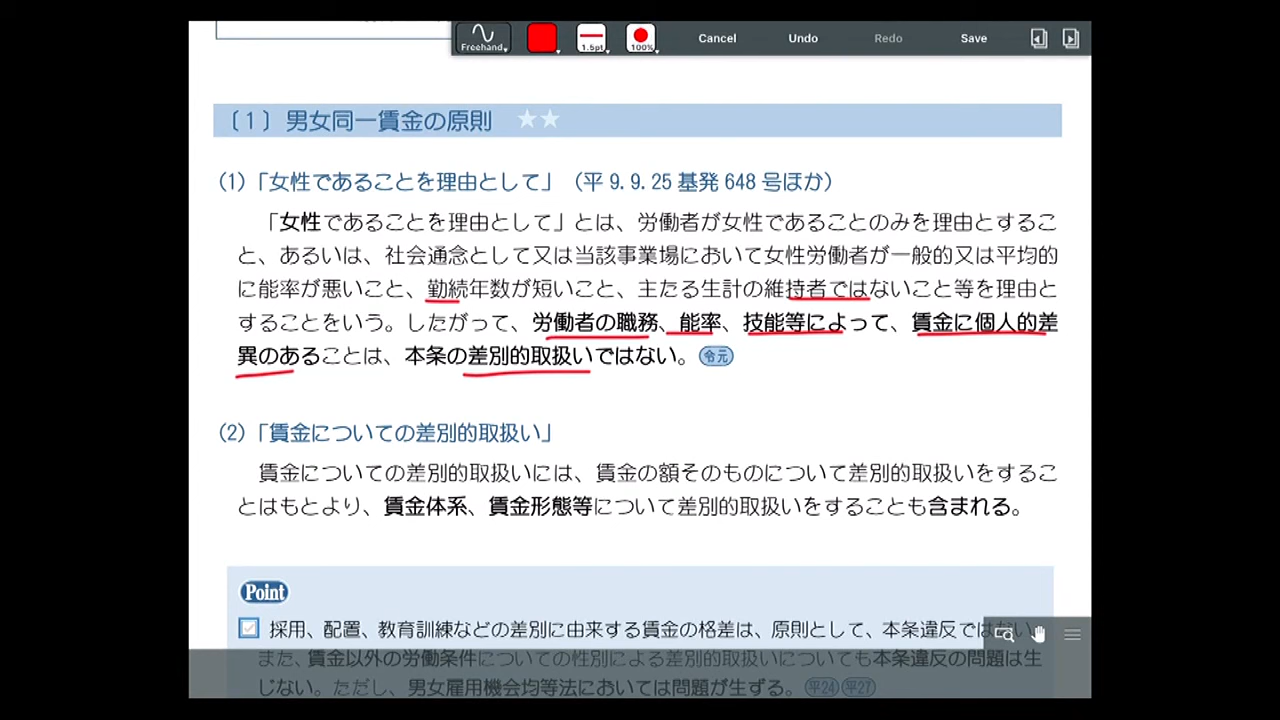 Freehand 1.5pt 100% Cancel Undo Redo Save
〔1〕男女同一賃金の原則 ★★
(1)「女性であることを理由として」（平 9.9.25 基発 648 号ほか）
「女性であることを理由として」とは、労働者が女性であることのみを理由とするこ
と、あるいは、社会通念として又は当該事業場において女性労働者が一般的又は平均的
に能率が悪いこと、勤続年数が短いこと、主たる生計の維持者ではないこと等を理由と
することをいう。したがって、労働者の職務、能率、技能等によって、賃金に個人的差
異のあることは、本条の差別的取扱いではない。令元
(2)「賃金についての差別的取扱い」
賃金についての差別的取扱いには、賃金の額そのものについて差別的取扱いをするこ
とはもとより、賃金体系、賃金形態等について差別的取扱いをすることも含まれる。
Point
採用、配置、教育訓練などの差別に由来する賃金の格差は、原則として、本条違反ではない。
また、賃金以外の労働条件についての性別による差別的取扱いについても本条違反の問題は生
じない。ただし、男女雇用機会均等法においては問題が生ずる。平24 平27